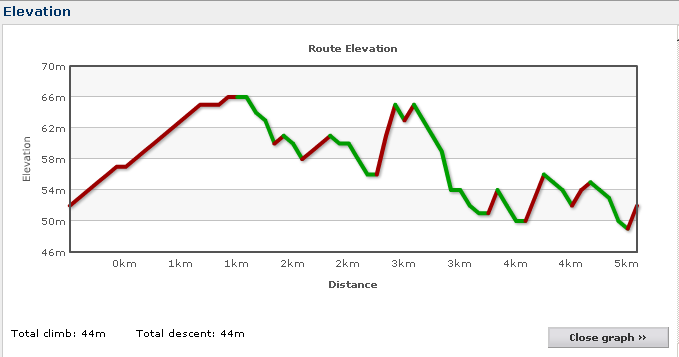 Elevation
Route Elevation
70m
66m
62m
58m
54m
50m
46m
Elevation
0km 1km 1km 2km 2km 3km 3km 4km 4km 5km
Distance
Total climb: 44m Total descent: 44m
Close graph »